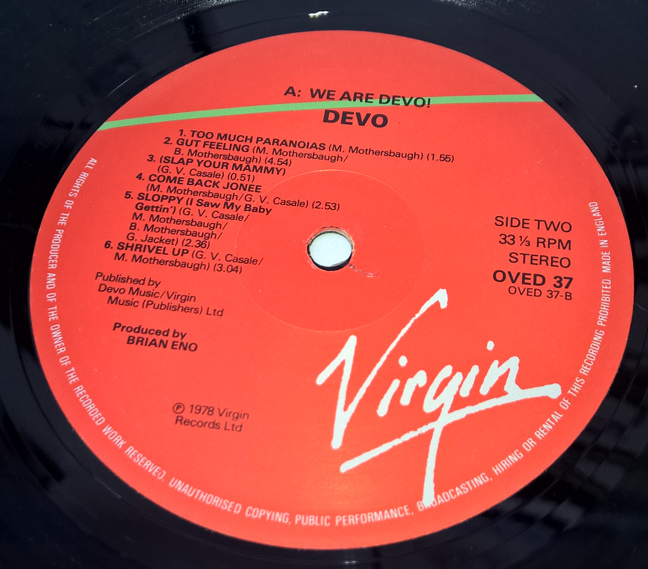 A: WE ARE DEVO!
DEVO
1. TOO MUCH PARANOIAS (M. Mothersbaugh) (1.55)
2. GUT FEELING (M. Mothersbaugh/
B. Mothersbaugh) (4.54)
3. (SLAP YOUR MAMMY)
(G. V. Casale) (0.51)
4. COME BACK JONEE
(M. Mothersbaugh/G. V. Casale) (2.53)
5. SLOPPY (I Saw My Baby
Gettin') (G. V. Casale/
M. Mothersbaugh/
B. Mothersbaugh/
G. Jacket) (2.36)
6. SHRIVEL UP (G. V. Casale/
M. Mothersbaugh) (3.04)
Published by
Devo Music/Virgin
Music (Publishers) Ltd
Produced by
BRIAN ENO
℗ 1978 Virgin
Records Ltd
SIDE TWO
33 ⅓ RPM
STEREO
OVED 37
OVED 37-B
Virgin
ALL RIGHTS OF THE PRODUCER AND OF THE OWNER OF THE RECORDED WORK RESERVED. UNAUTHORISED COPYING, PUBLIC PERFORMANCE, BROADCASTING, HIRING OR RENTAL OF THIS RECORDING PROHIBITED. MADE IN ENGLAND